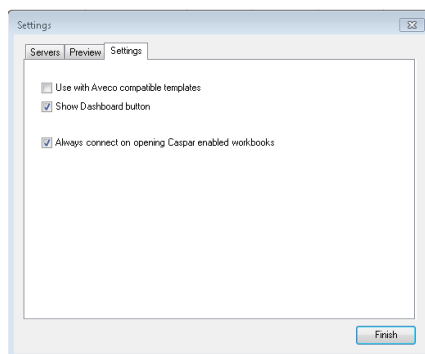 Settings
Servers Preview Settings
Use with Aveco compatible templates
Show Dashboard button
Always connect on opening Caspar enabled workbooks
Finish